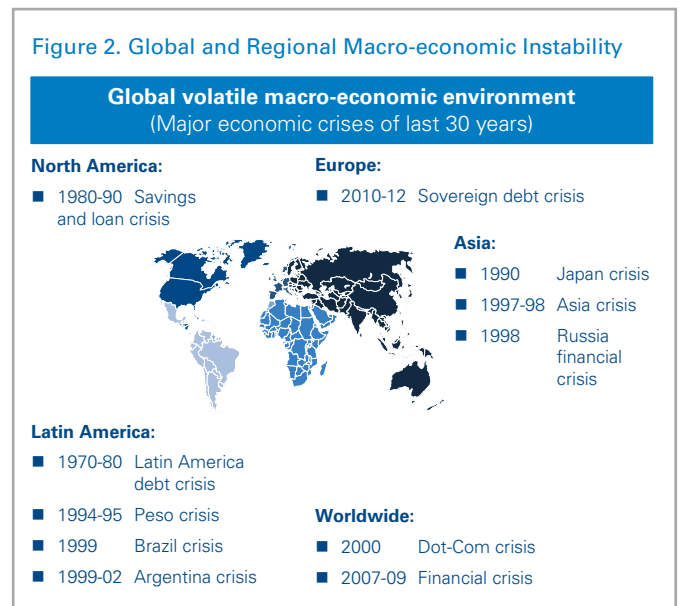 Figure 2. Global and Regional Macro-economic Instability
Global volatile macro-economic environment
(Major economic crises of last 30 years)
North America:
■ 1980-90 Savings
and loan crisis
Europe:
■ 2010-12 Sovereign debt crisis
Asia:
■ 1990 Japan crisis
■ 1997-98 Asia crisis
■ 1998 Russia
financial
crisis
Latin America:
■ 1970-80 Latin America
debt crisis
■ 1994-95 Peso crisis
■ 1999 Brazil crisis
■ 1999-02 Argentina crisis
Worldwide:
■ 2000 Dot-Com crisis
■ 2007-09 Financial crisis